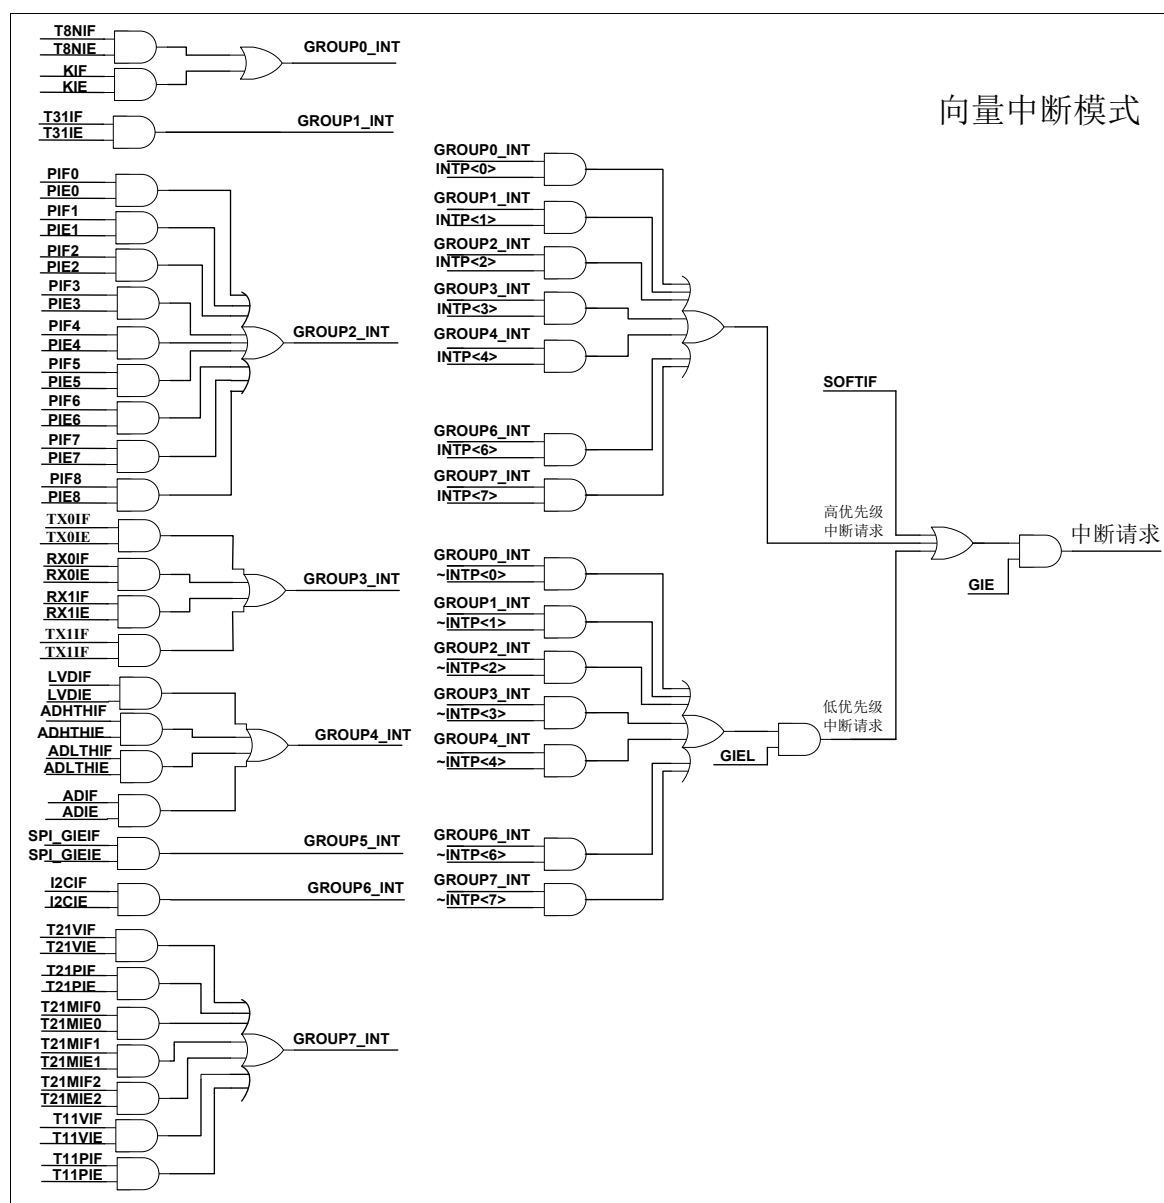 T8NIF
T8NIE
KIF
KIE
GROUP0_INT
T31IF
T31IE
GROUP1_INT
PIF0
PIE0
PIF1
PIE1
PIF2
PIE2
PIF3
PIE3
PIF4
PIE4
PIF5
PIE5
PIF6
PIE6
PIF7
PIE7
PIF8
PIE8
GROUP2_INT
TX0IF
TX0IE
RX0IF
RX0IE
RX1IF
RX1IE
TX1IF
TX1IF
GROUP3_INT
LVDIF
LVDIE
ADHTHIF
ADHTHIE
ADLTHIF
ADLTHIE
ADIF
ADIE
GROUP4_INT
SPI_GIEIF
SPI_GIEIE
GROUP5_INT
I2CIF
I2CIE
GROUP6_INT
T21VIF
T21VIE
T21PIF
T21PIE
T21MIF0
T21MIE0
T21MIF1
T21MIE1
T21MIF2
T21MIE2
T11VIF
T11VIE
T11PIF
T11PIE
GROUP7_INT
向量中断模式
GROUP0_INT
INTP<0>
GROUP1_INT
INTP<1>
GROUP2_INT
INTP<2>
GROUP3_INT
INTP<3>
GROUP4_INT
INTP<4>
GROUP6_INT
INTP<6>
GROUP7_INT
INTP<7>
GROUP0_INT
~INTP<0>
GROUP1_INT
~INTP<1>
GROUP2_INT
~INTP<2>
GROUP3_INT
~INTP<3>
GROUP4_INT
~INTP<4>
GROUP6_INT
~INTP<6>
GROUP7_INT
~INTP<7>
SOFTIF
高优先级
中断请求
GIEL
低优先级
中断请求
GIE
中断请求